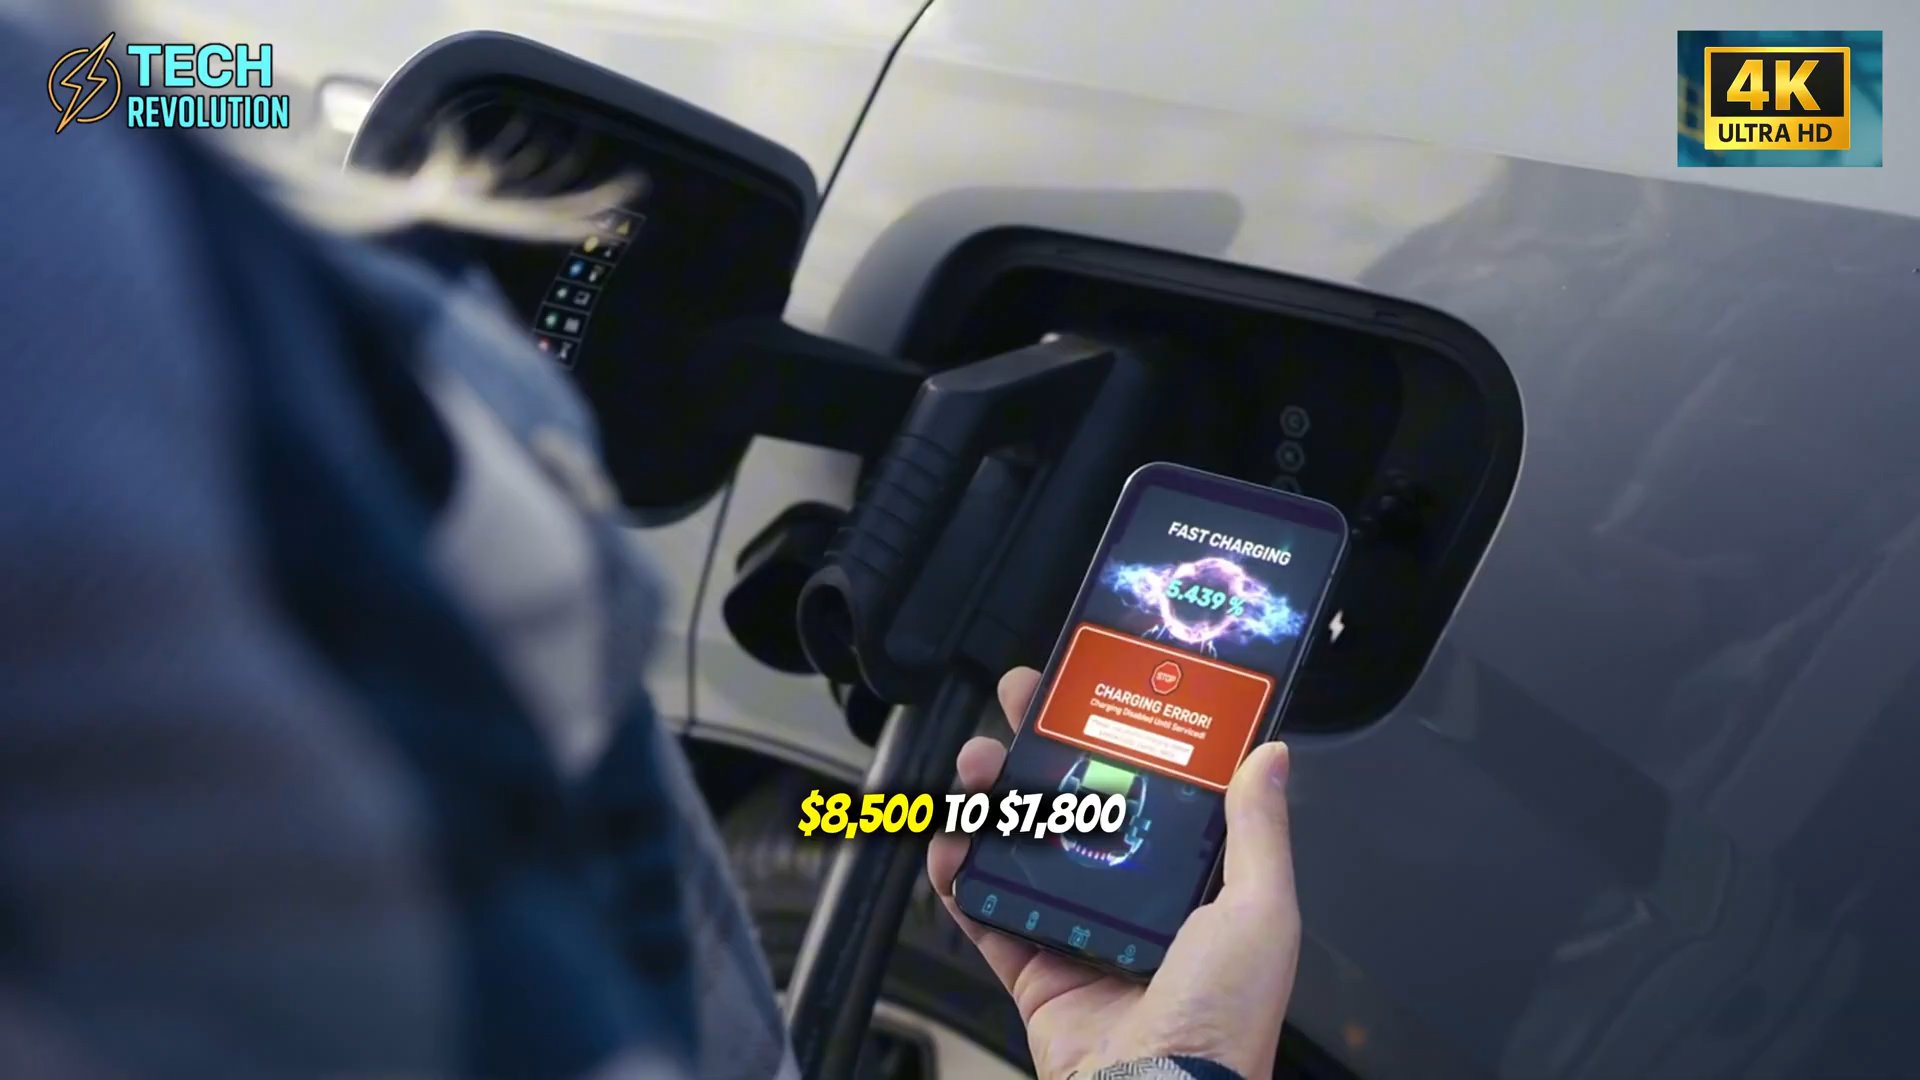 TECH
REVOLUTION
4K
ULTRA HD
FAST CHARGING
5.439 %
STOP
CHARGING ERROR!
Charging Disabled Until Serviced!
$8,500 TO $7,800